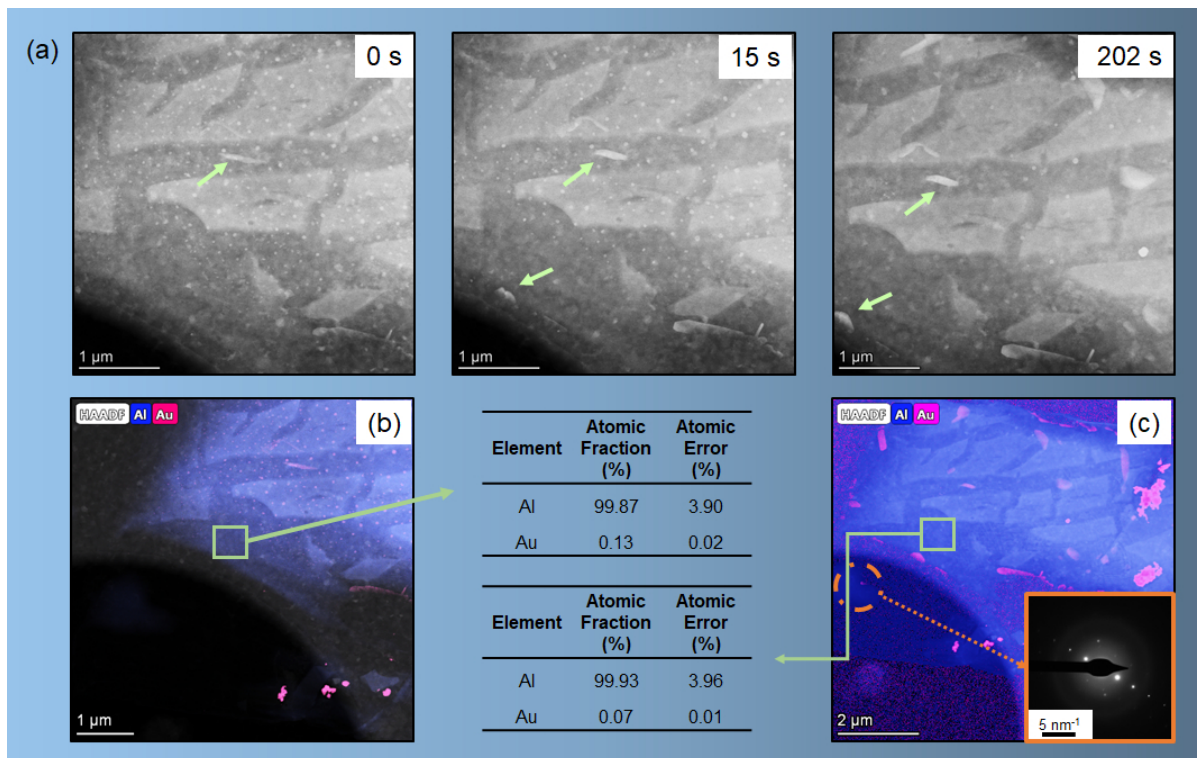 (a)
0 s
15 s
202 s
1 µm
1 µm
1 µm
HAADF Al Au
(b)
1 µm
Element Atomic Fraction (%) Atomic Error (%)
Al 99.87 3.90
Au 0.13 0.02
Element Atomic Fraction (%) Atomic Error (%)
Al 99.93 3.96
Au 0.07 0.01
HAADF Al Au
(c)
2 µm
5 nm⁻¹